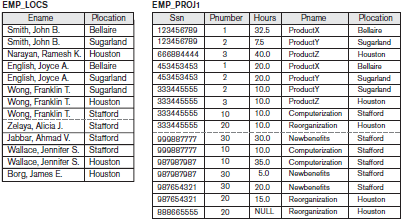 EMP_LOCS
Ename Plocation
Smith, John B. Bellaire
Smith, John B. Sugarland
Narayan, Ramesh K. Houston
English, Joyce A. Bellaire
English, Joyce A. Sugarland
Wong, Franklin T. Sugarland
Wong, Franklin T. Houston
Wong, Franklin T. Stafford
Zelaya, Alicia J. Stafford
Jabbar, Ahmad V. Stafford
Wallace, Jennifer S. Stafford
Wallace, Jennifer S. Houston
Borg, James E. Houston
EMP_PROJ1
Ssn Pnumber Hours Pname Plocation
123456789 1 32.5 ProductX Bellaire
123456789 2 7.5 ProductY Sugarland
666884444 3 40.0 ProductZ Houston
453453453 1 20.0 ProductX Bellaire
453453453 2 20.0 ProductY Sugarland
333445555 2 10.0 ProductY Sugarland
333445555 3 10.0 ProductZ Houston
333445555 10 10.0 Computerization Stafford
333445555 20 10.0 Reorganization Houston
999887777 30 30.0 Newbenefits Stafford
999887777 10 10.0 Computerization Stafford
987987987 10 35.0 Computerization Stafford
987987987 30 5.0 Newbenefits Stafford
987654321 30 20.0 Newbenefits Stafford
987654321 20 15.0 Reorganization Houston
888665555 20 NULL Reorganization Houston